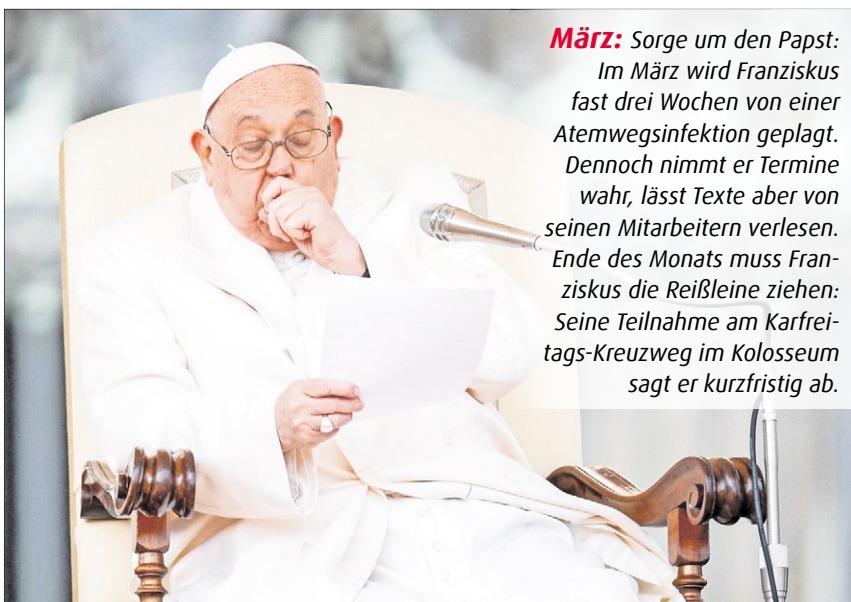 März: Sorge um den Papst:
Im März wird Franziskus
fast drei Wochen von einer
Atemwegsinfektion geplagt.
Dennoch nimmt er Termine
wahr, lässt Texte aber von
seinen Mitarbeitern verlesen.
Ende des Monats muss Fran-
ziskus die Reißleine ziehen:
Seine Teilnahme am Karfrei-
tags-Kreuzweg im Kolosseum
sagt er kurzfristig ab.